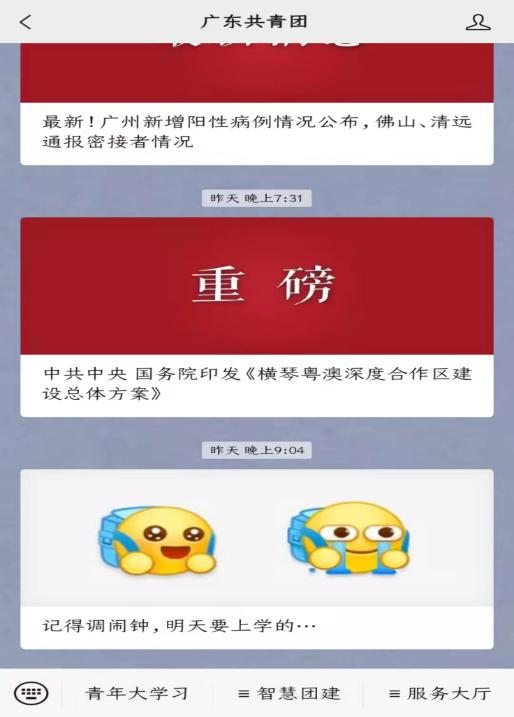 广东共青团
最新！广州新增阳性病例情况公布，佛山、清远
通报密接者情况
昨天 晚上7:31
重磅
中共中央 国务院印发《横琴粤澳深度合作区建
设总体方案》
昨天 晚上9:04
记得调闹钟，明天要上学的…
青年大学习
≡ 智慧团建
≡ 服务大厅